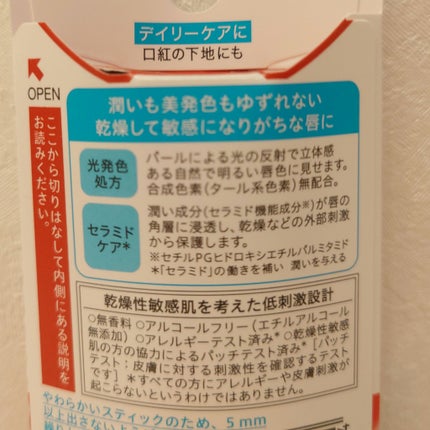 デイリーケアに
口紅の下地にも
OPEN
ここから切りはなして内側にある説明を
お読みください。
潤いも美発色もゆずれない
乾燥して敏感になりがちな唇に
光発色
処方
パールによる光の反射で立体感
ある自然で明るい唇色に見せます。
合成色素(タール系色素)無配合。
セラミド
ケア*
潤い成分(セラミド機能成分※)が唇の
角層に浸透し、乾燥などの外部刺激
から保護します。
※セチルPGヒドロキシエチルパルミタミド
*「セラミド」の働きを補い 潤いを与える
乾燥性敏感肌を考えた低刺激設計
○無香料 ○アルコールフリー(エチルアルコール
無添加) ○アレルギーテスト済み* ○乾燥性敏感
肌の方の協力によるパッチテスト済み* [パッチ
テスト:皮膚に対する刺激性を確認するテスト
です] *すべての方にアレルギーや皮膚刺激が
起こらないというわけではありません。
やわらかいスティックのため、5mm
以上出さない